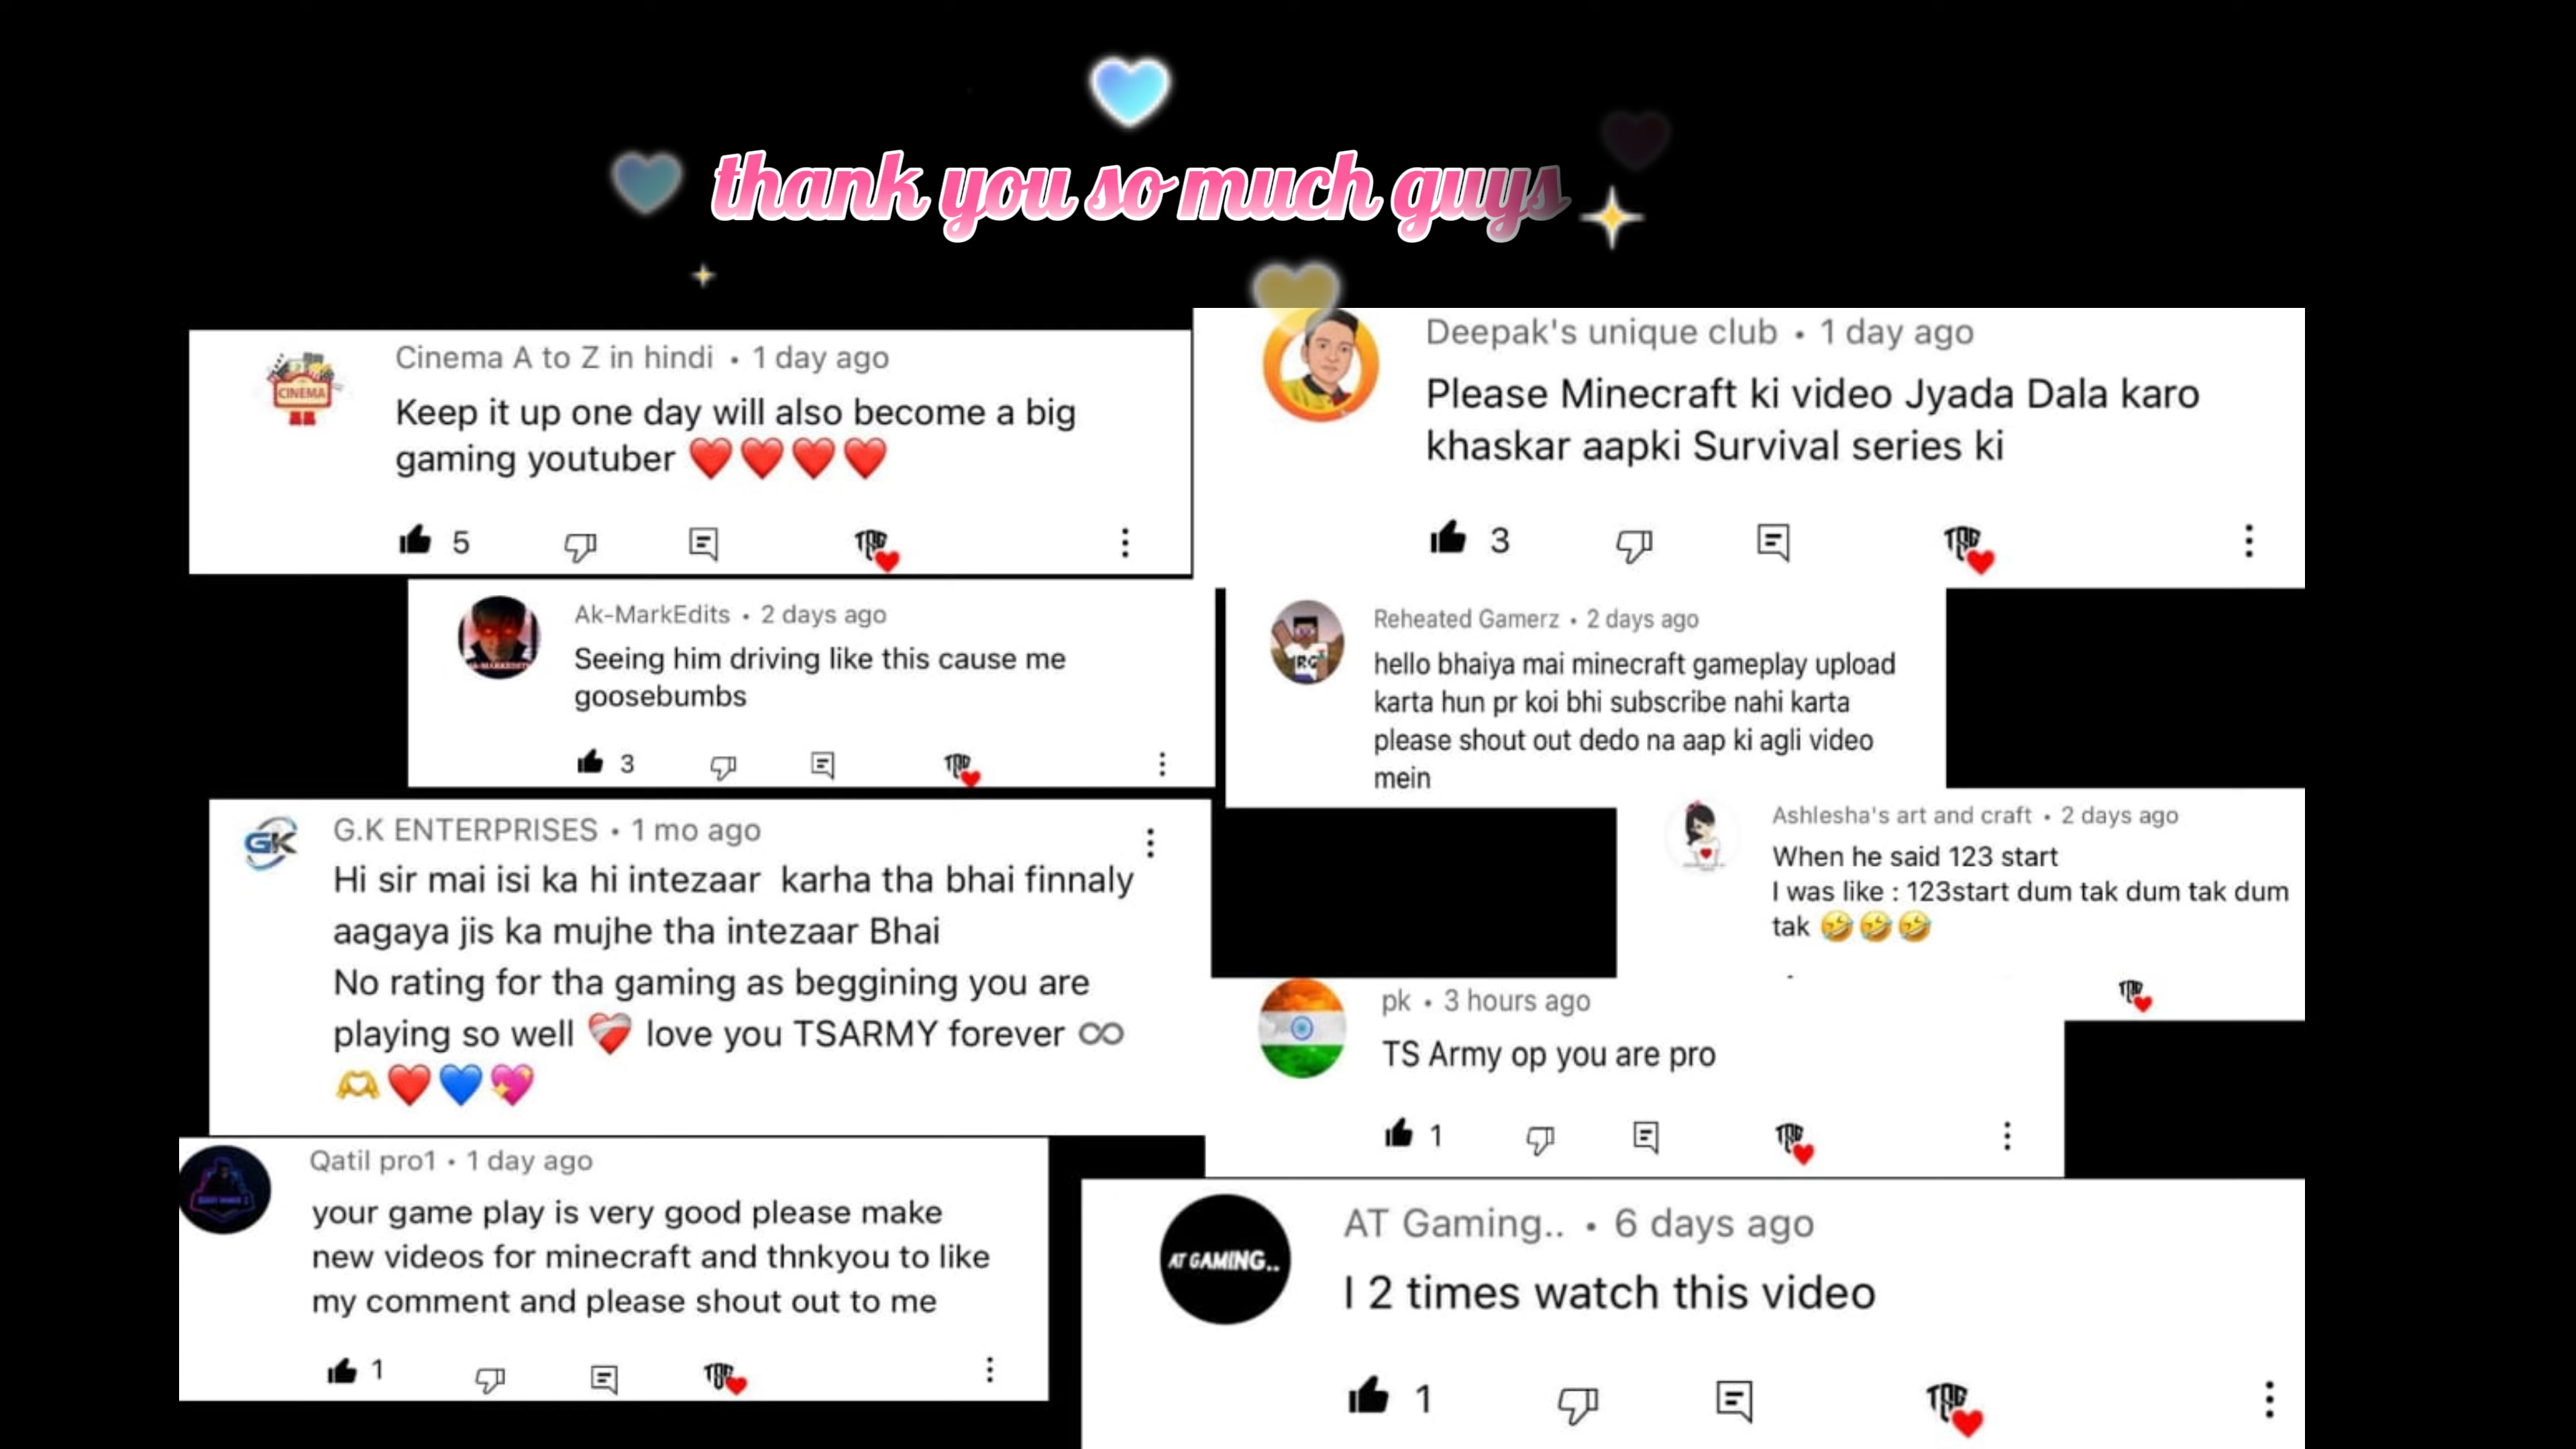 thank you so much guys
Cinema A to Z in hindi • 1 day ago
Keep it up one day will also become a big
gaming youtuber ❤️❤️❤️❤️
5
CINEMA
Deepak's unique club • 1 day ago
Please Minecraft ki video Jyada Dala karo
khaskar aapki Survival series ki
3
Ak-MarkEdits • 2 days ago
Seeing him driving like this cause me
goosebumbs
3
Reheated Gamerz • 2 days ago
hello bhaiya mai minecraft gameplay upload
karta hun pr koi bhi subscribe nahi karta
please shout out dedo na aap ki agli video
mein
RG
G.K ENTERPRISES • 1 mo ago
Hi sir mai isi ka hi intezaar karha tha bhai finnaly
aagaya jis ka mujhe tha intezaar Bhai
No rating for tha gaming as beggining you are
playing so well ❤️‍🩹 love you TSARMY forever ♾️
🫶❤️💙💖
GK
Ashlesha's art and craft • 2 days ago
When he said 123 start
I was like : 123start dum tak dum tak dum
tak 🤣🤣🤣
pk • 3 hours ago
TS Army op you are pro
1
Qatil pro1 • 1 day ago
your game play is very good please make
new videos for minecraft and thnkyou to like
my comment and please shout out to me
1
AT GAMING..
AT Gaming.. • 6 days ago
I 2 times watch this video
1